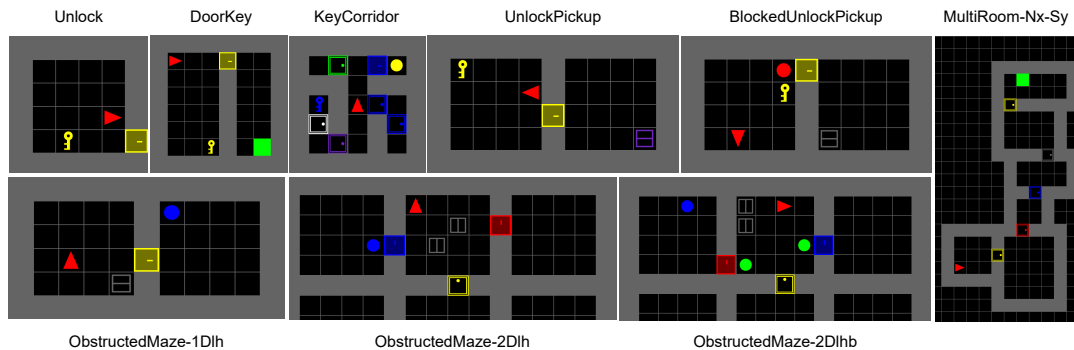 Unlock
DoorKey
KeyCorridor
UnlockPickup
BlockedUnlockPickup
MultiRoom-Nx-Sy
ObstructedMaze-1Dlh
ObstructedMaze-2Dlh
ObstructedMaze-2Dlhb